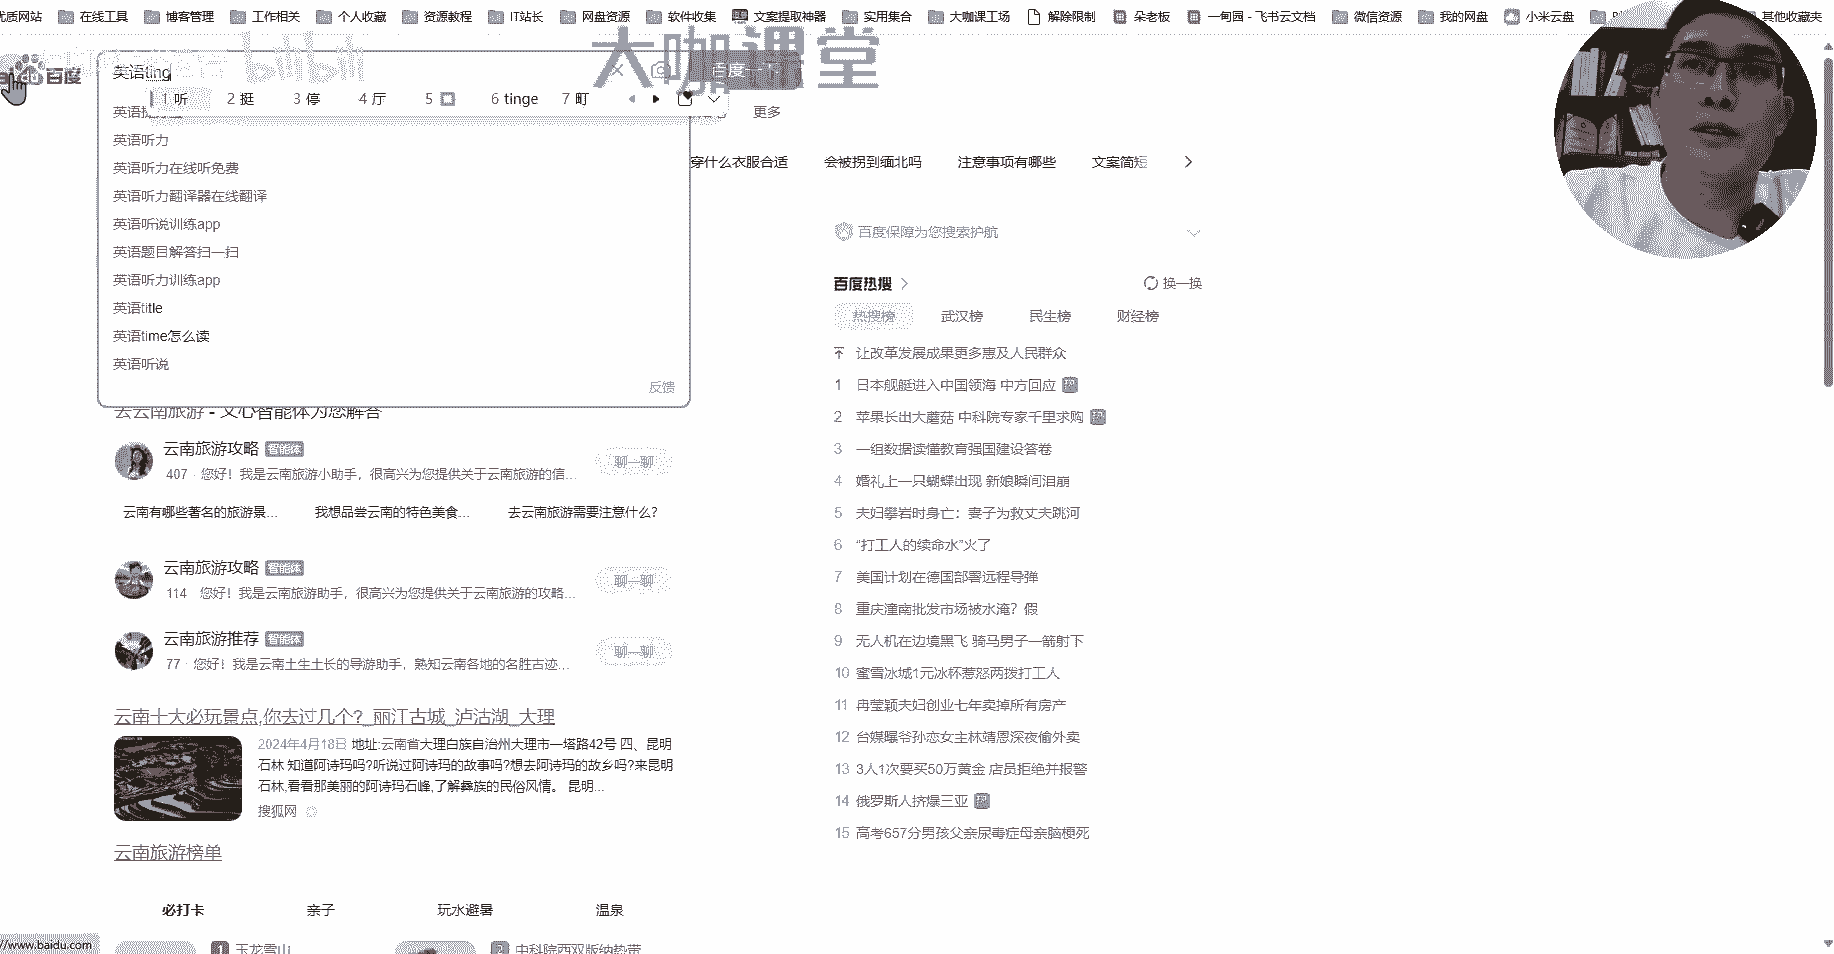 优质网站 在线工具 博客管理 工作相关 个人收藏 资源教程 IT站长 网盘资源 软件收集 文案提取神器 实用集合 大咖课工场 解除限制 朵老板 一甸园 - 飞书云文档 微信资源 我的网盘 小米云盘 其他收藏夹
大咖课堂
bilibili
百度 英语ting 百度一下
1 听 2 挺 3 停 4 厅 5 6 tinge 7 町
更多
英语听力
英语听力在线听免费
英语听力翻译器在线翻译
英语听说训练app
英语题目解答扫一扫
英语听力训练app
英语title
英语time怎么读
英语听说
反馈
穿什么衣服合适 会被拐到缅北吗 注意事项有哪些 文案简短
百度保障为您搜索护航
百度热搜 换一换
热搜榜 武汉榜 民生榜 财经榜
让改革发展成果更多惠及人民群众
1 日本舰艇进入中国领海 中方回应 热
2 苹果长出大蘑菇 中科院专家千里求购 热
3 一组数据读懂教育强国建设答卷
4 婚礼上一只蝴蝶出现 新娘瞬间泪崩
5 夫妇攀岩时身亡：妻子为救丈夫跳河
6 “打工人的续命水”火了
7 美国计划在德国部署远程导弹
8 重庆潼南批发市场被水淹？假
9 无人机在边境黑飞 骑马男子一箭射下
10 蜜雪冰城1元冰杯惹怒两拨打工人
11 冉莹颖夫妇创业七年卖掉所有房产
12 台媒曝爷孙恋女主林靖恩深夜偷外卖
13 3人1次要买50万黄金 店员拒绝并报警
14 俄罗斯人挤爆三亚 热
15 高考657分男孩父亲尿毒症母亲脑梗死
去云南旅游 - 文心智能体为您解答
云南旅游攻略 智能体
407 · 您好！我是云南旅游小助手，很高兴为您提供关于云南旅游的信... 聊一聊
云南有哪些著名的旅游景... 我想品尝云南的特色美食... 去云南旅游需要注意什么?
云南旅游攻略 智能体
114 · 您好！我是云南旅游助手，很高兴为您提供关于云南旅游的攻略... 聊一聊
云南旅游推荐 智能体
77 · 您好！我是云南土生土长的导游助手，熟知云南各地的名胜古迹... 聊一聊
云南十大必玩景点,你去过几个?_丽江古城_泸沽湖_大理
2024年4月18日 地址:云南省大理白族自治州大理市一塔路42号 四、昆明
石林 知道阿诗玛吗?听说过阿诗玛的故事吗?想去阿诗玛的故乡吗?来昆明
石林,看看那美丽的阿诗玛石峰,了解彝族的民俗风情。 昆明...
搜狐网
云南旅游榜单
必打卡 亲子 玩水避暑 温泉
1 玉龙雪山 2 中科院西双版纳热带
//www.baidu.com